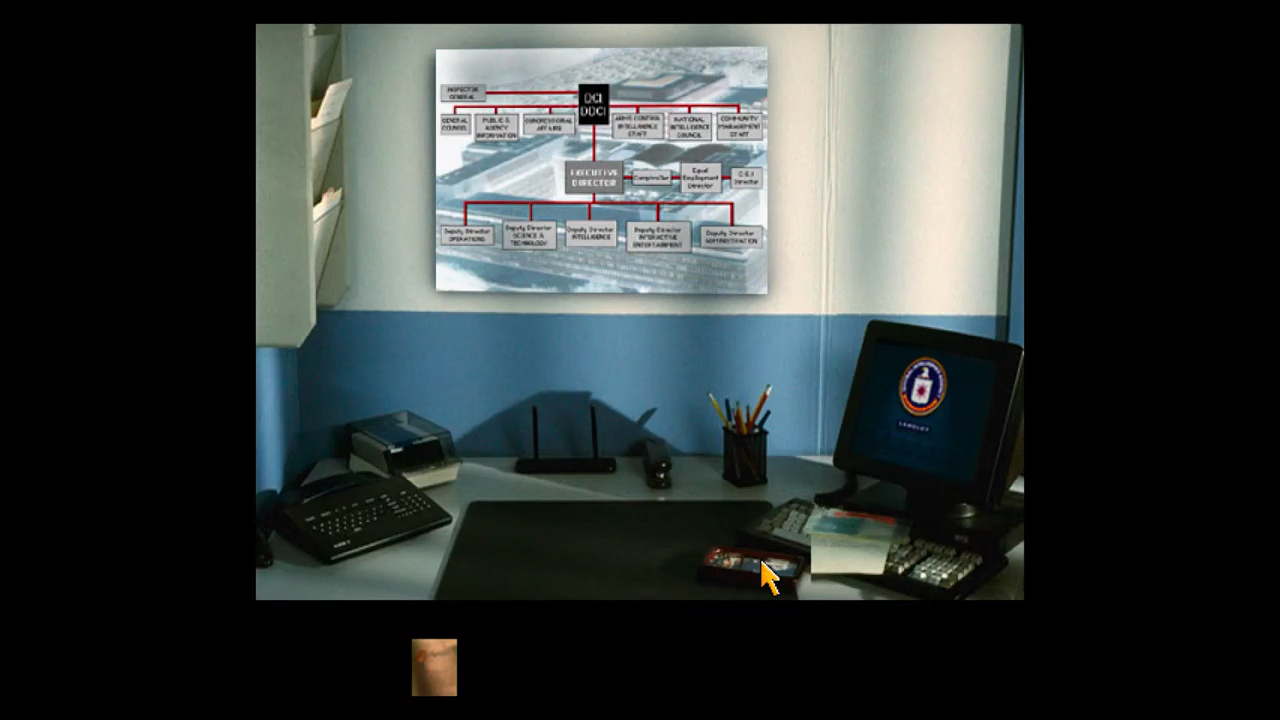 INSPECTOR
GENERAL
DCI
DDCI
GENERAL
COUNSEL
PUBLIC &
AGENCY
INFORMATION
CONGRESSIONAL
AFFAIRS
ARMS CONTROL
INTELLIGENCE
STAFF
NATIONAL
INTELLIGENCE
COUNCIL
COMMUNITY
MANAGEMENT
STAFF
EXECUTIVE
DIRECTOR
Comptroller
Equal
Employment
Director
C.S.I
Director
Deputy Director
OPERATIONS
Deputy Director
SCIENCE &
TECHNOLOGY
Deputy Director
INTELLIGENCE
Deputy Director
INTERACTIVE
ENTERTAINMENT
Deputy Director
ADMINISTRATION
LANGLEY